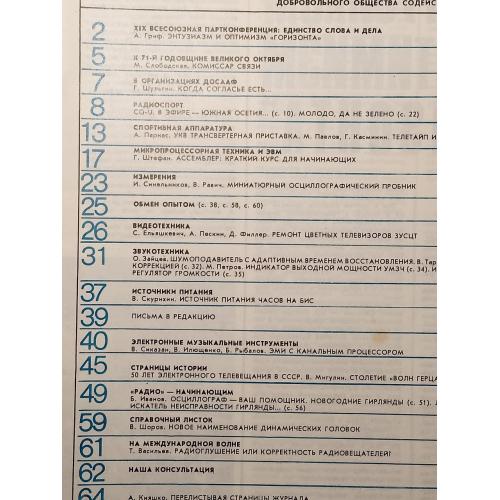 ДОБРОВОЛЬНОГО ОБЩЕСТВА СОДЕЙС
2 XIX ВСЕСОЮЗНАЯ ПАРТКОНФЕРЕНЦИЯ: ЕДИНСТВО СЛОВА И ДЕЛА
А. Гриф. ЭНТУЗИАЗМ И ОПТИМИЗМ «ГОРИЗОНТА»
5 К 71-Й ГОДОВЩИНЕ ВЕЛИКОГО ОКТЯБРЯ
М. Слободская. КОМИССАР СВЯЗИ
7 В ОРГАНИЗАЦИЯХ ДОСААФ
Г. Шульгин. КОГДА СОГЛАСЬЕ ЕСТЬ...
8 РАДИОСПОРТ
CQ-U. В ЭФИРЕ — ЮЖНАЯ ОСЕТИЯ... (с. 10). МОЛОДО, ДА НЕ ЗЕЛЕНО (с. 22)
13 СПОРТИВНАЯ АППАРАТУРА
А. Пернас. УКВ ТРАНСВЕРТЕРНАЯ ПРИСТАВКА. М. Павлов, Г. Касминин. ТЕЛЕТАЙП И
17 МИКРОПРОЦЕССОРНАЯ ТЕХНИКА И ЭВМ
Г. Штефан. АССЕМБЛЕР: КРАТКИЙ КУРС ДЛЯ НАЧИНАЮЩИХ
23 ИЗМЕРЕНИЯ
И. Синельников, В. Равич. МИНИАТЮРНЫЙ ОСЦИЛЛОГРАФИЧЕСКИЙ ПРОБНИК
25 ОБМЕН ОПЫТОМ (с. 38, с. 58, с. 60)
26 ВИДЕОТЕХНИКА
С. Ельяшкевич, А. Пескин, Д. Филлер. РЕМОНТ ЦВЕТНЫХ ТЕЛЕВИЗОРОВ ЗУСЦТ
31 ЗВУКОТЕХНИКА
О. Зайцев. ШУМОПОДАВИТЕЛЬ С АДАПТИВНЫМ ВРЕМЕНЕМ ВОССТАНОВЛЕНИЯ. В. Тар
КОРРЕКЦИЕЙ (с. 32). М. Петров. ИНДИКАТОР ВЫХОДНОЙ МОЩНОСТИ УМЗЧ (с. 34). И
РЕГУЛЯТОР ГРОМКОСТИ (с. 35)
37 ИСТОЧНИКИ ПИТАНИЯ
В. Скурихин. ИСТОЧНИК ПИТАНИЯ ЧАСОВ НА БИС
39 ПИСЬМА В РЕДАКЦИЮ
40 ЭЛЕКТРОННЫЕ МУЗЫКАЛЬНЫЕ ИНСТРУМЕНТЫ
В. Сиказан, В. Илющенко, Б. Рыбалов. ЭМИ С КАНАЛЬНЫМ ПРОЦЕССОРОМ
45 СТРАНИЦЫ ИСТОРИИ
50 ЛЕТ ЭЛЕКТРОННОГО ТЕЛЕВЕЩАНИЯ В СССР. В. Мигулин. СТОЛЕТИЕ «ВОЛН ГЕРЦА
49 «РАДИО» — НАЧИНАЮЩИМ
Б. Иванов. ОСЦИЛЛОГРАФ — ВАШ ПОМОЩНИК. НОВОГОДНИЕ ГИРЛЯНДЫ (с. 51).
ИСКАТЕЛЬ НЕИСПРАВНОСТИ ГИРЛЯНДЫ... (с. 56)
59 СПРАВОЧНЫЙ ЛИСТОК
В. Шоров. НОВОЕ НАИМЕНОВАНИЕ ДИНАМИЧЕСКИХ ГОЛОВОК
61 НА МЕЖДУНАРОДНОЙ ВОЛНЕ
Т. Васильев. РАДИОГЛУШЕНИЕ ИЛИ КОРРЕКТНОСТЬ РАДИОВЕЩАТЕЛЕЙ?
62 НАША КОНСУЛЬТАЦИЯ
64 А. Кияшко. ПЕРЕЛИСТЫВАЯ СТРАНИЦЫ ЖУРНАЛА